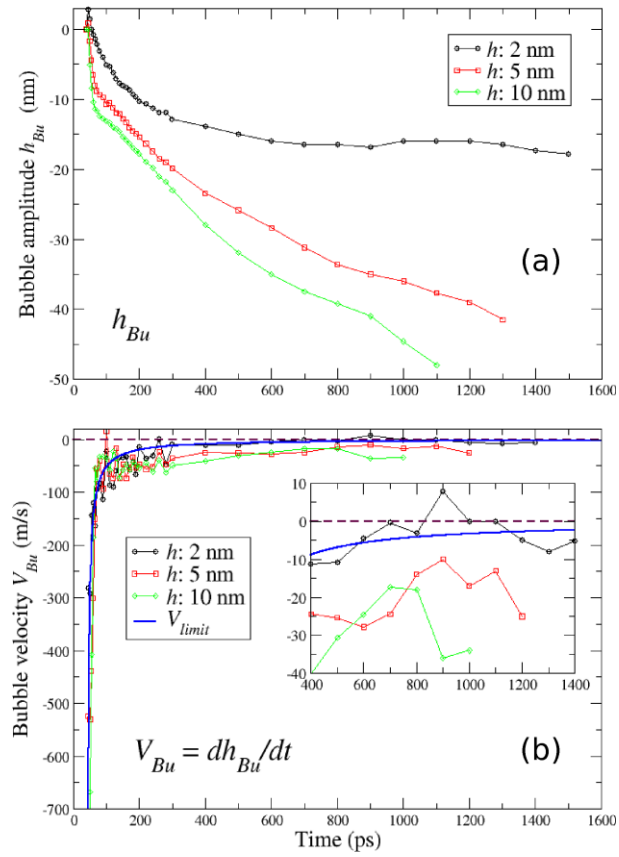 10
0
-10
-20
-30
-40
-50
Bubble amplitude h_Bu (nm)
h: 2 nm
h: 5 nm
h: 10 nm
(a)
h_Bu
0 200 400 600 800 1000 1200 1400 1600
0
-100
-200
-300
-400
-500
-600
-700
Bubble velocity V_Bu (m/s)
h: 2 nm
h: 5 nm
h: 10 nm
V_limit
10
0
-10
-20
-30
-40
400 600 800 1000 1200 1400
V_Bu = dh_Bu/dt
(b)
0 200 400 600 800 1000 1200 1400 1600
Time (ps)